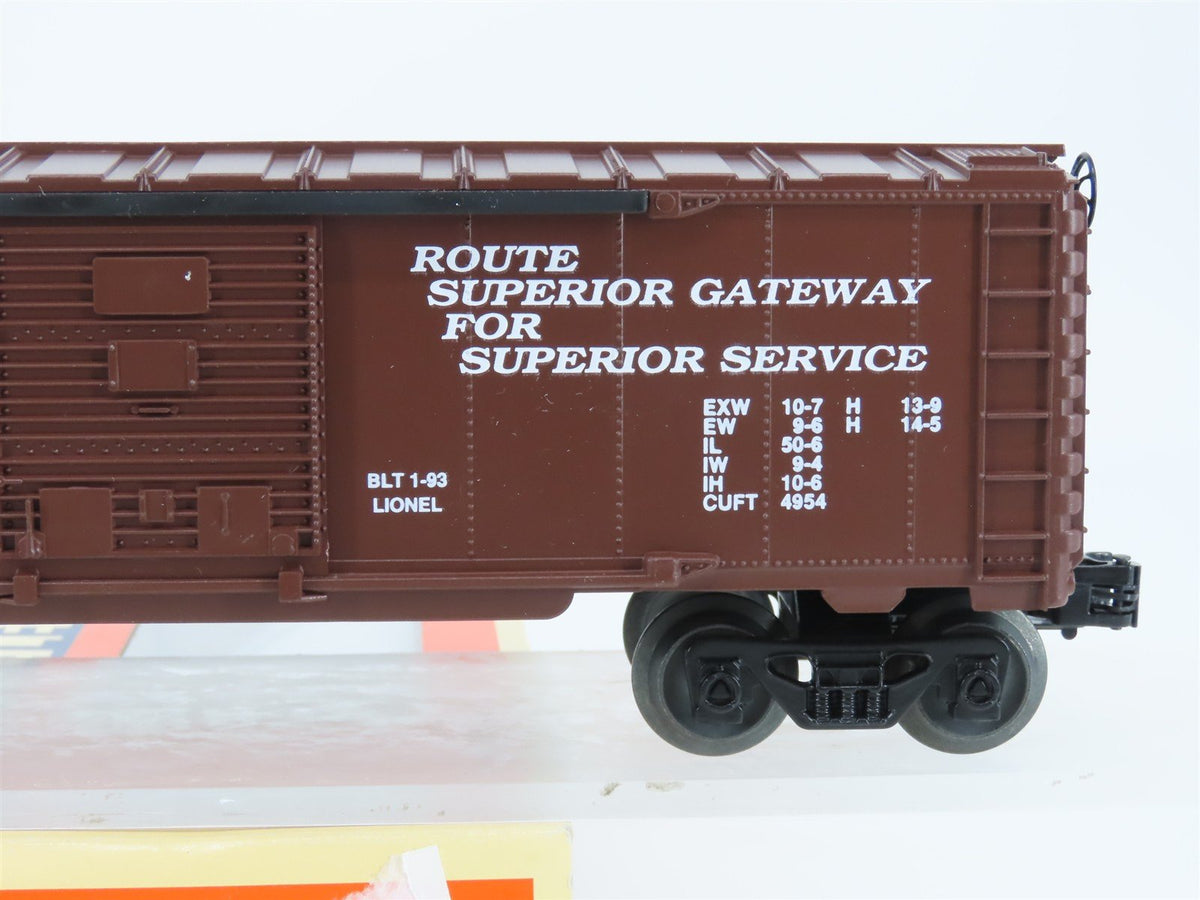 ROUTE
SUPERIOR GATEWAY
FOR
SUPERIOR SERVICE
EXW 10-7 H 13-9
EW 9-6 H 14-5
IL 50-6
IW 9-4
IH 10-6
CUFT 4954
BLT 1-93
LIONEL